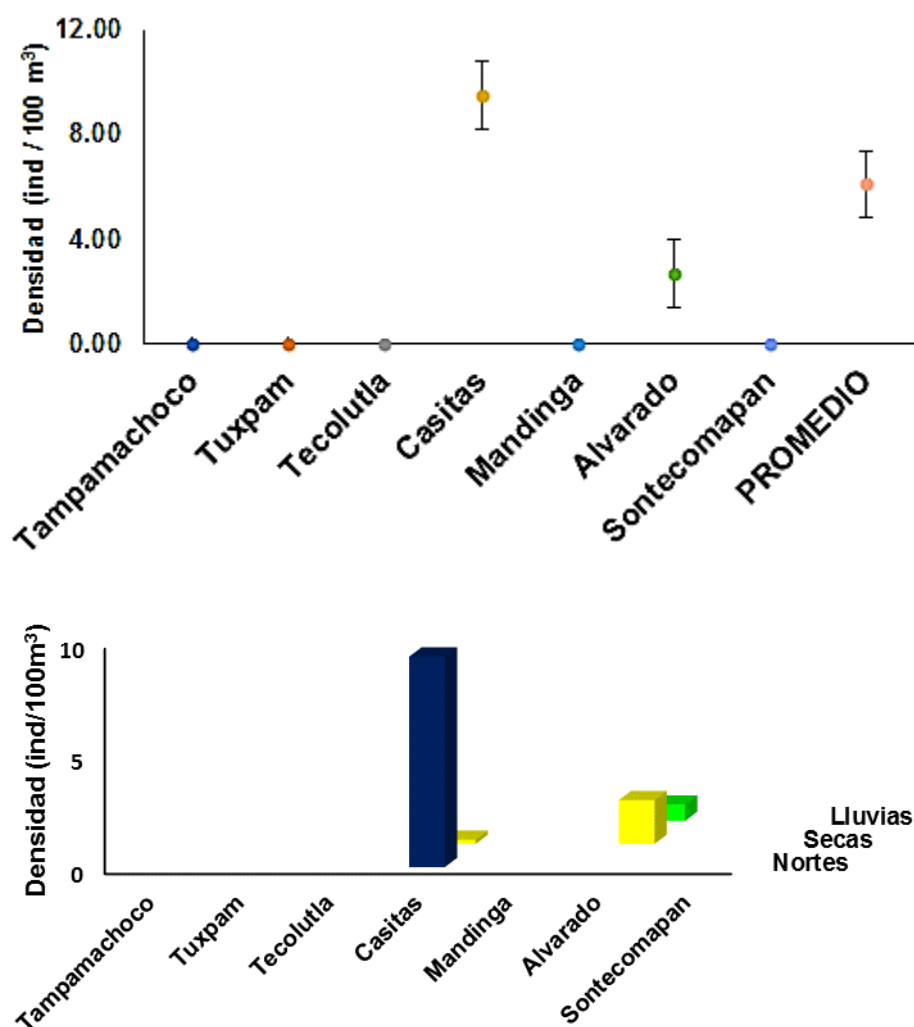 Densidad (ind / 100 m³)
12.00
8.00
4.00
0.00
Tampamachoco
Tuxpam
Tecolutla
Casitas
Mandinga
Alvarado
Sontecomapan
PROMEDIO
Densidad (ind/100m³)
10
5
0
Tampamachoco
Tuxpam
Tecolutla
Casitas
Mandinga
Alvarado
Sontecomapan
Lluvias
Secas
Nortes